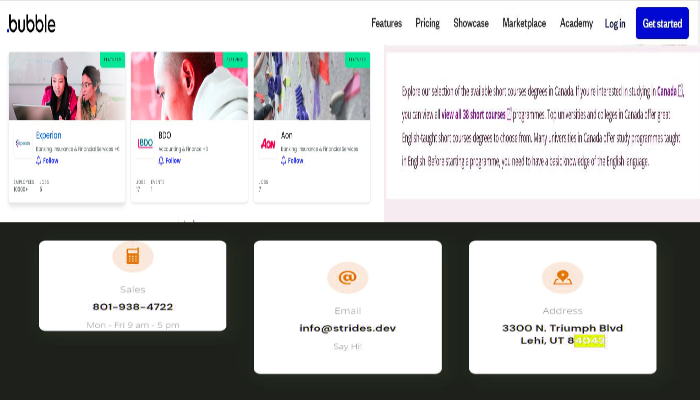 .bubble
Features Pricing Showcase Marketplace Academy Log in Get started
FEATURED
FEATURED
FEATURED
Experian
Banking, Insurance & Financial Services +6
Follow
EMPLOYEES JOBS
10000+
BDO
Accounting & Finance +3
Follow
JOBS EVENTS
17 1
Aon
Banking, Insurance & Financial Services
Follow
JOBS
7
Explore our selection of the available short courses degrees in Canada. If you're interested in studying in Canada,
you can view all view all 38 short courses programmes. Top universities and colleges in Canada offer great
English-taught short courses degrees to choose from. Many universities in Canada offer study programmes taught
in English. Before starting a programme, you need to have a basic knowledge of the English language.
Sales
801-938-4722
Mon - Fri 9 am - 5 pm
Email
info@strides.dev
Say Hi!
Address
3300 N. Triumph Blvd
Lehi, UT 84043